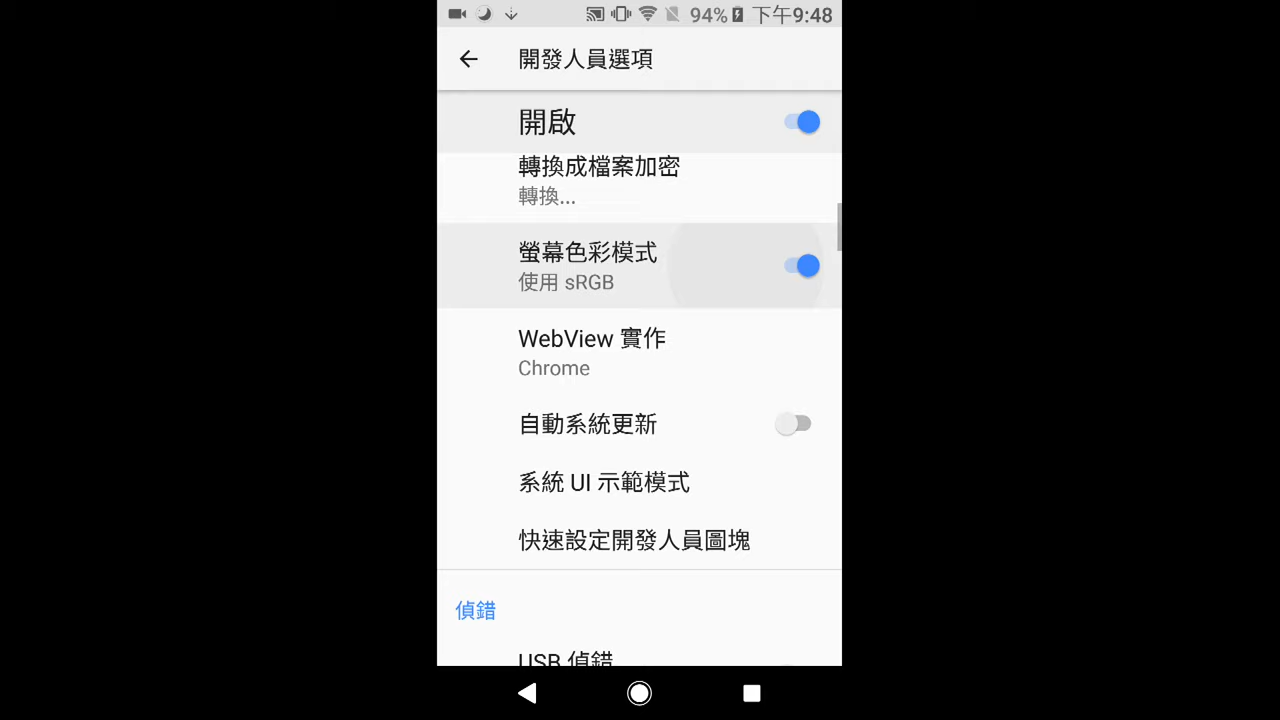 94% 下午9:48
開發人員選項
開啟
轉換成檔案加密
轉換...
螢幕色彩模式
使用 sRGB
WebView 實作
Chrome
自動系統更新
系統 UI 示範模式
快速設定開發人員圖塊
偵錯
USB 偵錯